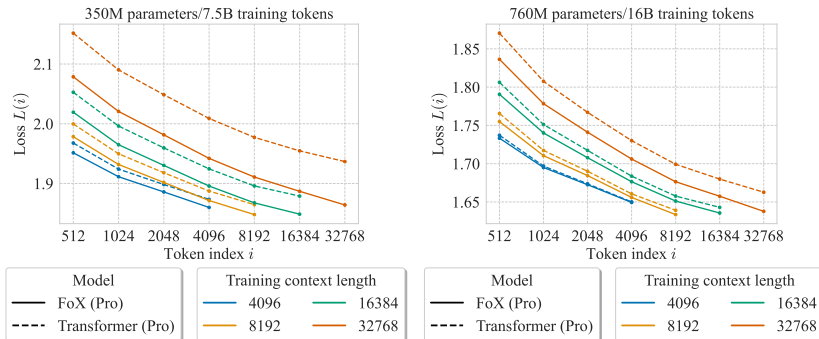 350M parameters/7.5B training tokens
2.1
2.0
1.9
Loss L(i)
512 1024 2048 4096 8192 16384 32768
Token index i
Model
FoX (Pro)
Transformer (Pro)
Training context length
4096 16384
8192 32768
760M parameters/16B training tokens
1.85
1.80
1.75
1.70
1.65
Loss L(i)
512 1024 2048 4096 8192 16384 32768
Token index i
Model
FoX (Pro)
Transformer (Pro)
Training context length
4096 16384
8192 32768